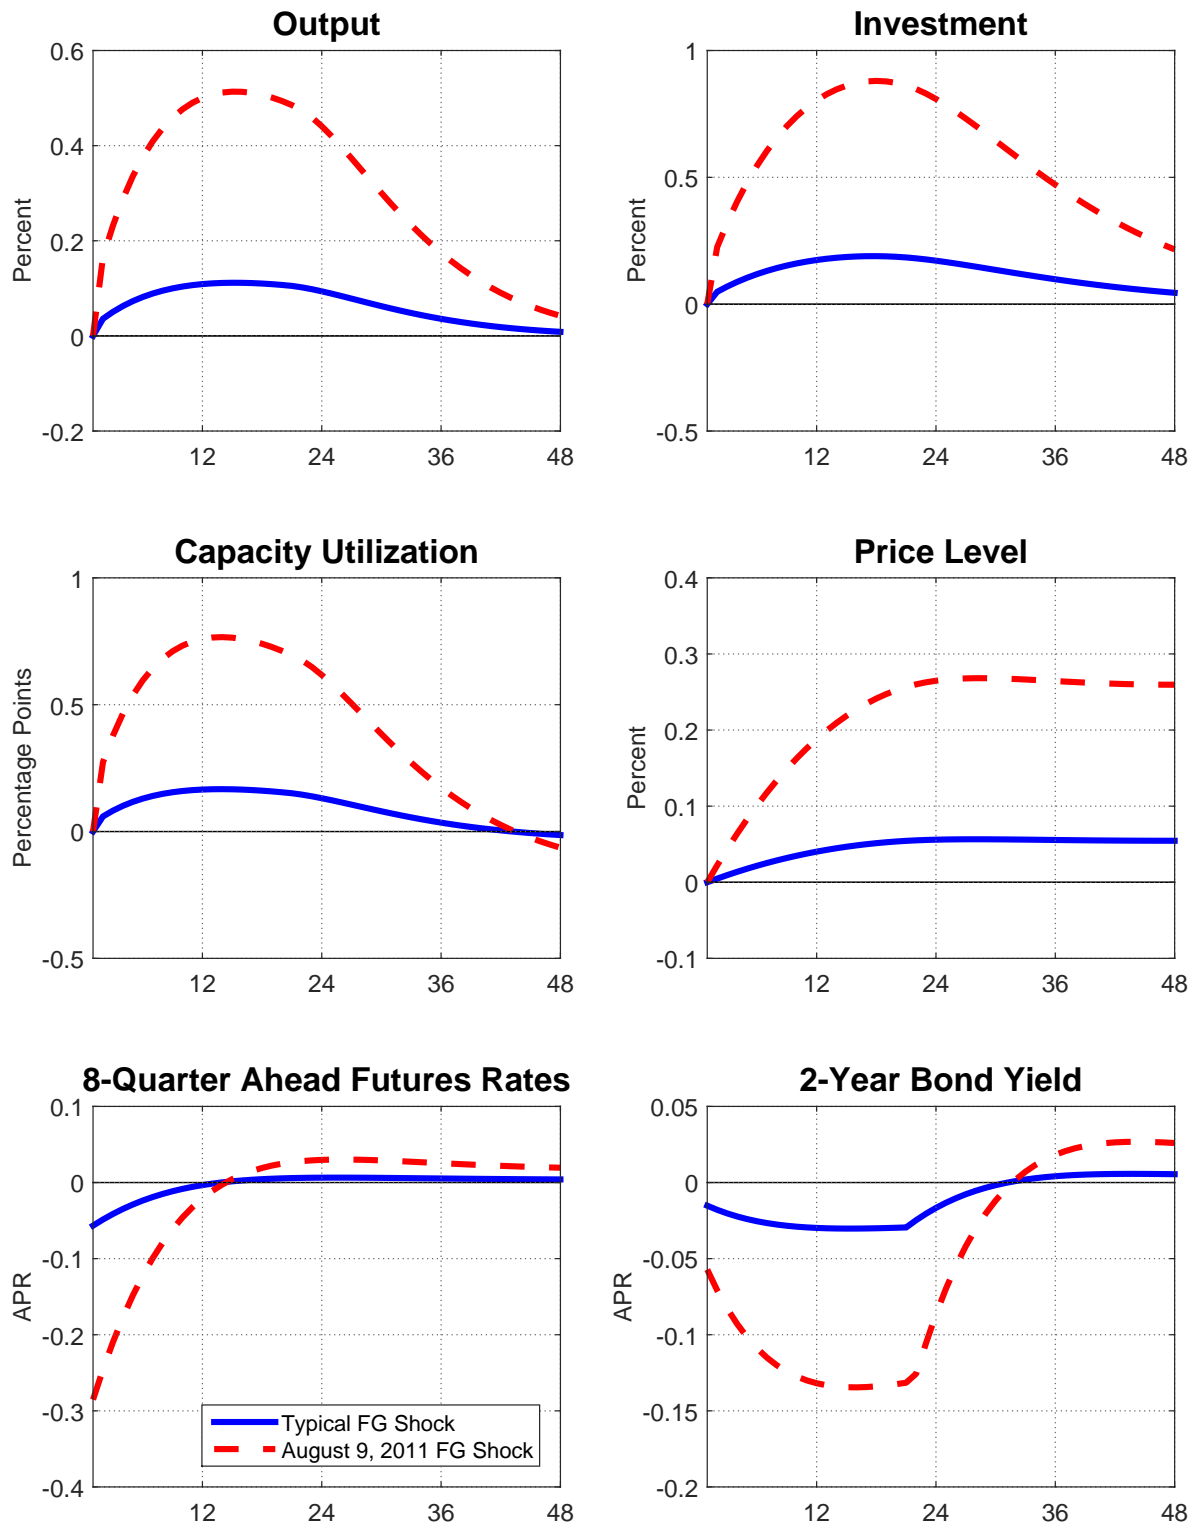 Output
Percent
0.6
0.4
0.2
0
-0.2
12 24 36 48
Investment
Percent
1
0.5
0
-0.5
12 24 36 48
Capacity Utilization
Percentage Points
1
0.5
0
-0.5
12 24 36 48
Price Level
Percent
0.4
0.3
0.2
0.1
0
-0.1
12 24 36 48
8-Quarter Ahead Futures Rates
APR
0.1
0
-0.1
-0.2
-0.3
-0.4
12 24 36 48
Typical FG Shock
August 9, 2011 FG Shock
2-Year Bond Yield
APR
0.05
0
-0.05
-0.1
-0.15
-0.2
12 24 36 48